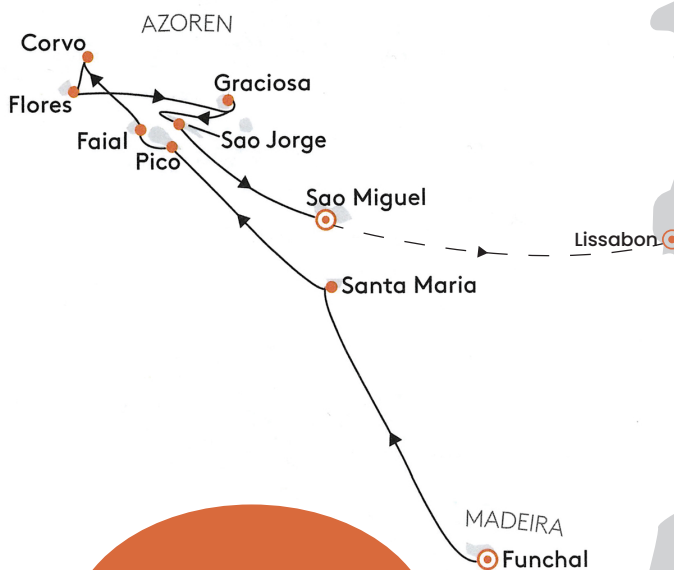 AZOREN
Corvo
Graciosa
Flores
Faial
Sao Jorge
Pico
Sao Miguel
Lissabon
Santa Maria
MADEIRA
Funchal